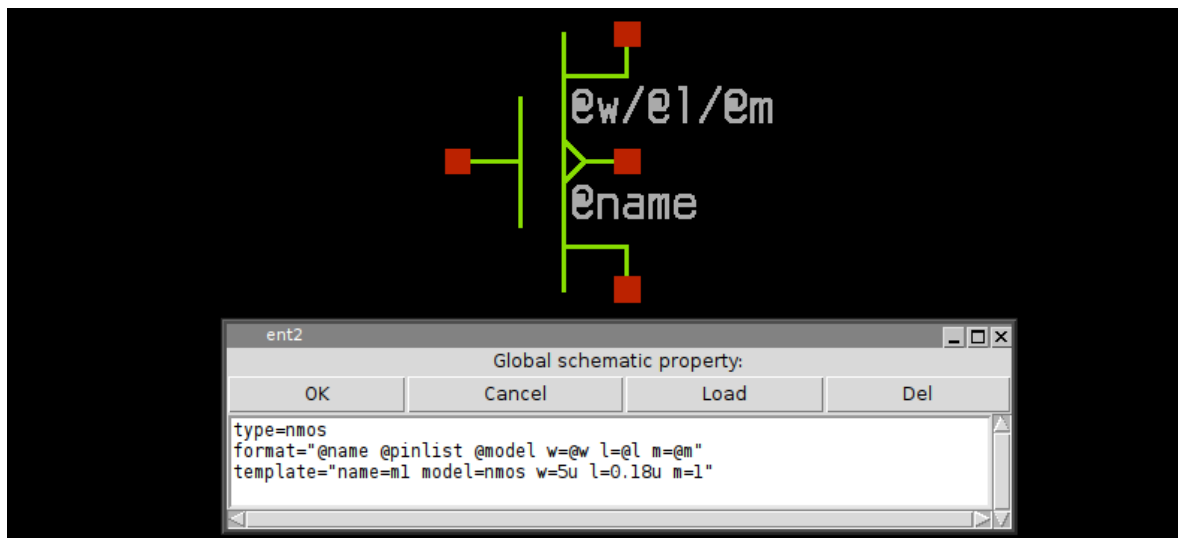 @w/@l/@m
@name
ent2
Global schematic property:
OK Cancel Load Del
type=nmos
format="@name @pinlist @model w=@w l=@l m=@m"
template="name=m1 model=nmos w=5u l=0.18u m=1"